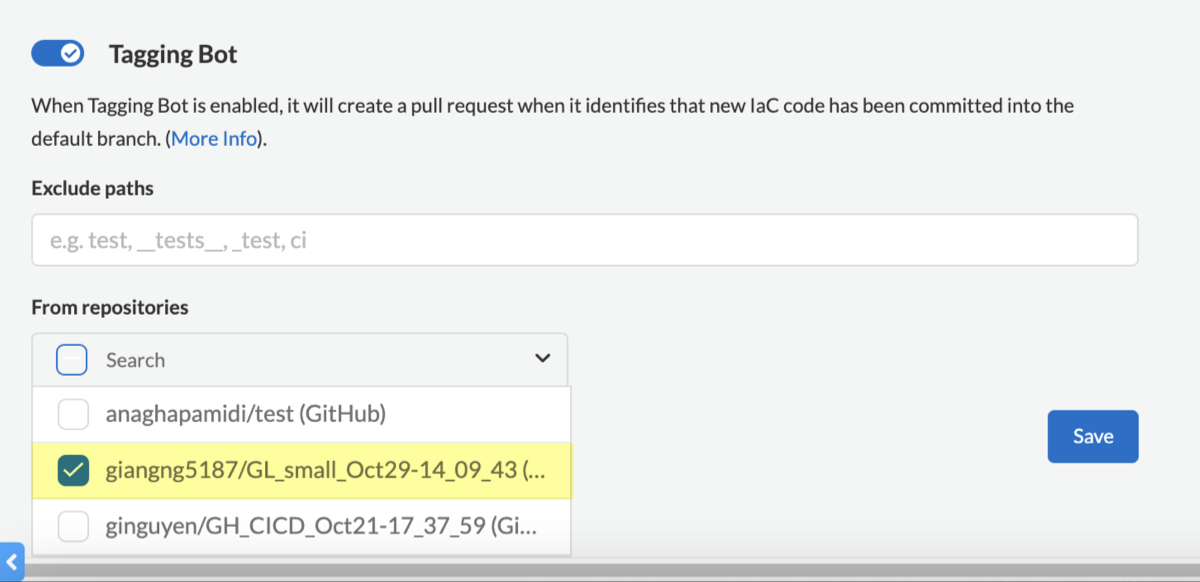 Tagging Bot
When Tagging Bot is enabled, it will create a pull request when it identifies that new IaC code has been committed into the
default branch. (More Info).
Exclude paths
e.g. test, __tests__, _test, ci
From repositories
Search
anaghapamidi/test (GitHub)
giangng5187/GL_small_Oct29-14_09_43 (...
ginguyen/GH_CICD_Oct21-17_37_59 (Gi...
Save